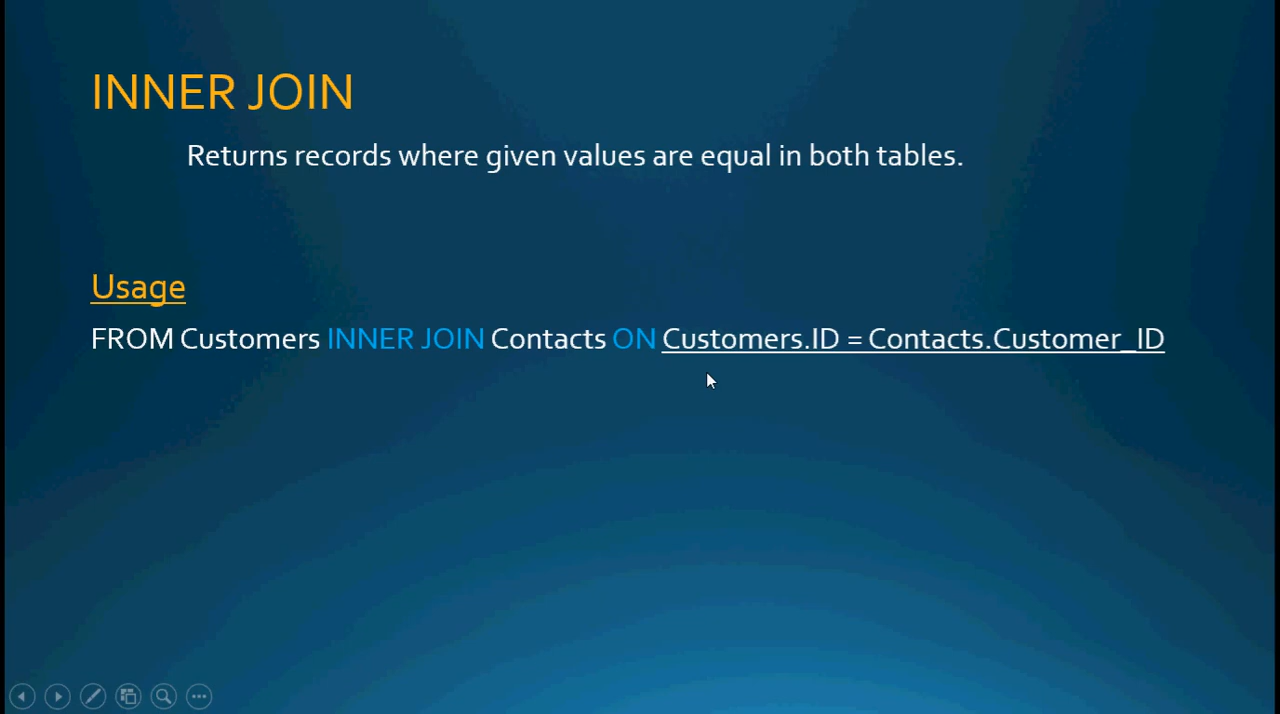 INNER JOIN
Returns records where given values are equal in both tables.
Usage
FROM Customers INNER JOIN Contacts ON Customers.ID = Contacts.Customer_ID